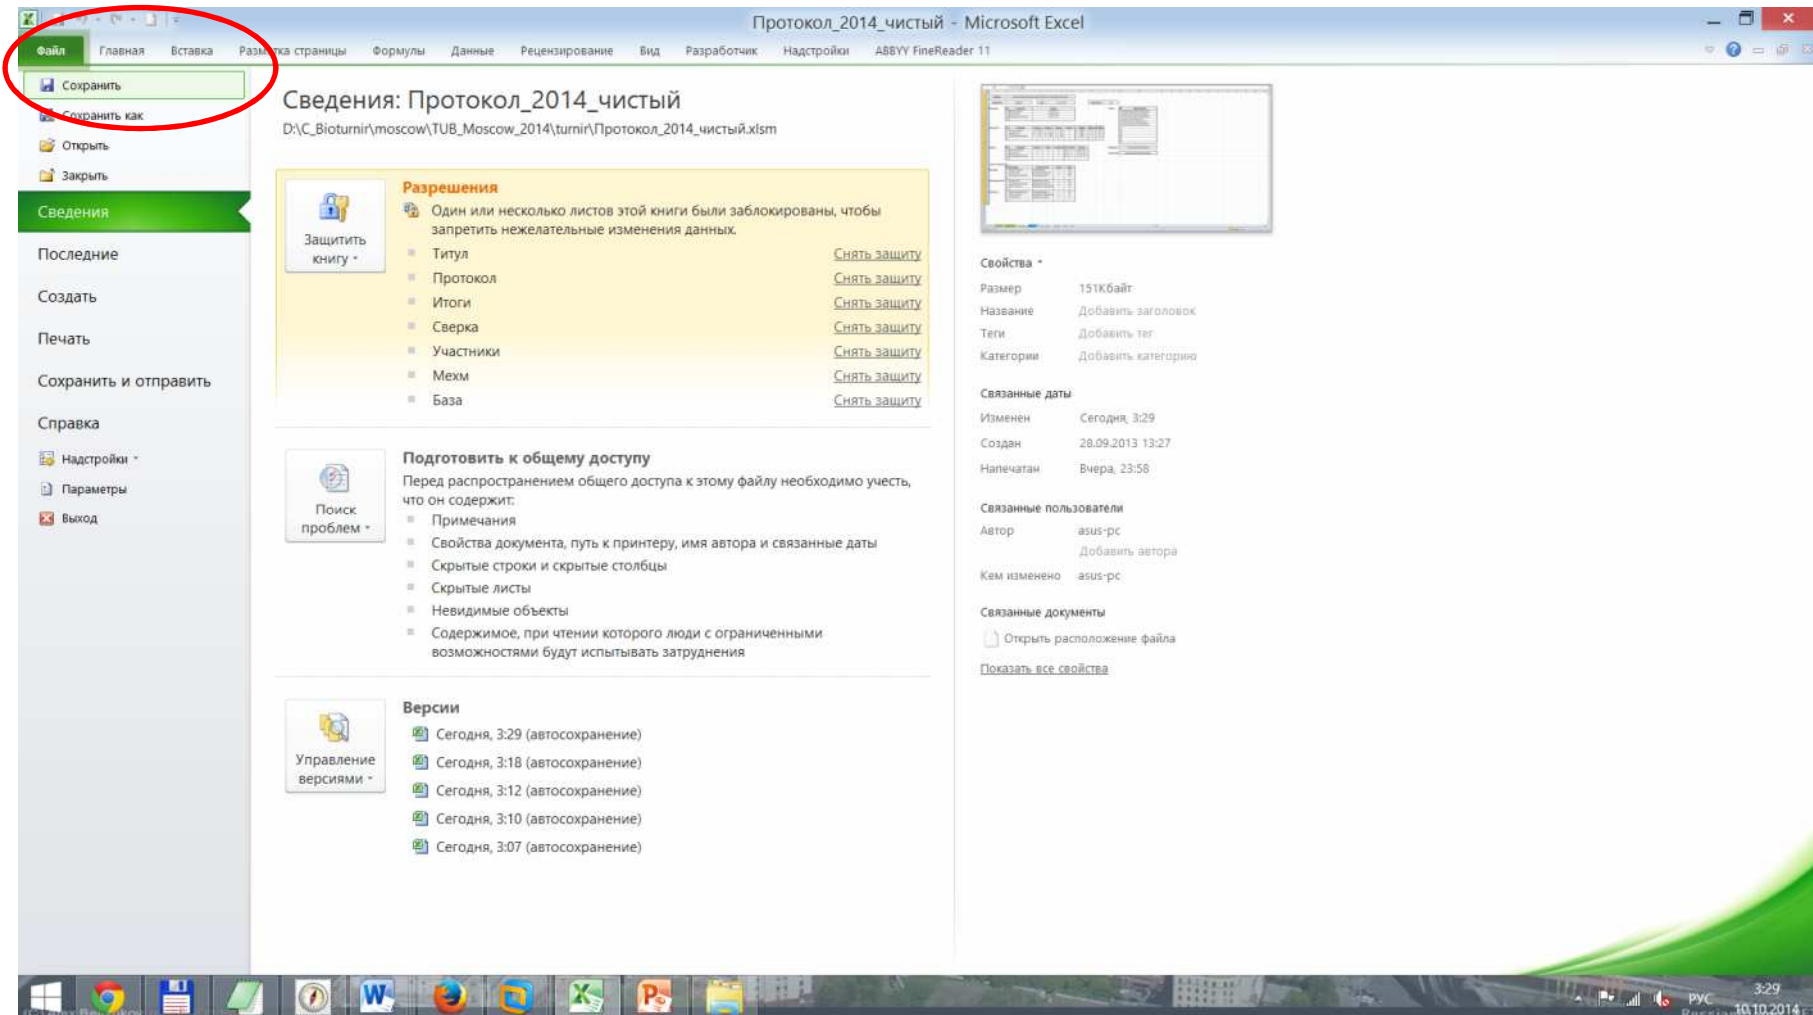 Протокол_2014_чистый - Microsoft Excel
Файл Главная Вставка Разметка страницы Формулы Данные Рецензирование Вид Разработчик Надстройки ABBYY FineReader 11
Сохранить
Сохранить как
Открыть
Закрыть
Сведения
Последние
Создать
Печать
Сохранить и отправить
Справка
Надстройки
Параметры
Выход
Сведения: Протокол_2014_чистый
D:\C_Bioturnir\moscow\TUB_Moscow_2014\turnir\Протокол_2014_чистый.xlsm
Защитить
книгу
Разрешения
Один или несколько листов этой книги были заблокированы, чтобы
запретить нежелательные изменения данных.
Титул Снять защиту
Протокол Снять защиту
Итоги Снять защиту
Сверка Снять защиту
Участники Снять защиту
Мехм Снять защиту
База Снять защиту
Поиск
проблем
Подготовить к общему доступу
Перед распространением общего доступа к этому файлу необходимо учесть,
что он содержит:
Примечания
Свойства документа, путь к принтеру, имя автора и связанные даты
Скрытые строки и скрытые столбцы
Скрытые листы
Невидимые объекты
Содержимое, при чтении которого люди с ограниченными
возможностями будут испытывать затруднения
Управление
версиями
Версии
Сегодня, 3:29 (автосохранение)
Сегодня, 3:18 (автосохранение)
Сегодня, 3:12 (автосохранение)
Сегодня, 3:10 (автосохранение)
Сегодня, 3:07 (автосохранение)
Свойства
Размер 151Кбайт
Название Добавить заголовок
Теги Добавить тег
Категории Добавить категорию
Связанные даты
Изменен Сегодня, 3:29
Создан 28.09.2013 13:27
Напечатан Вчера, 23:58
Связанные пользователи
Автор asus-pc
Добавить автора
Кем изменено asus-pc
Связанные документы
Открыть расположение файла
Показать все свойства
РУС
3:29
10.10.2014